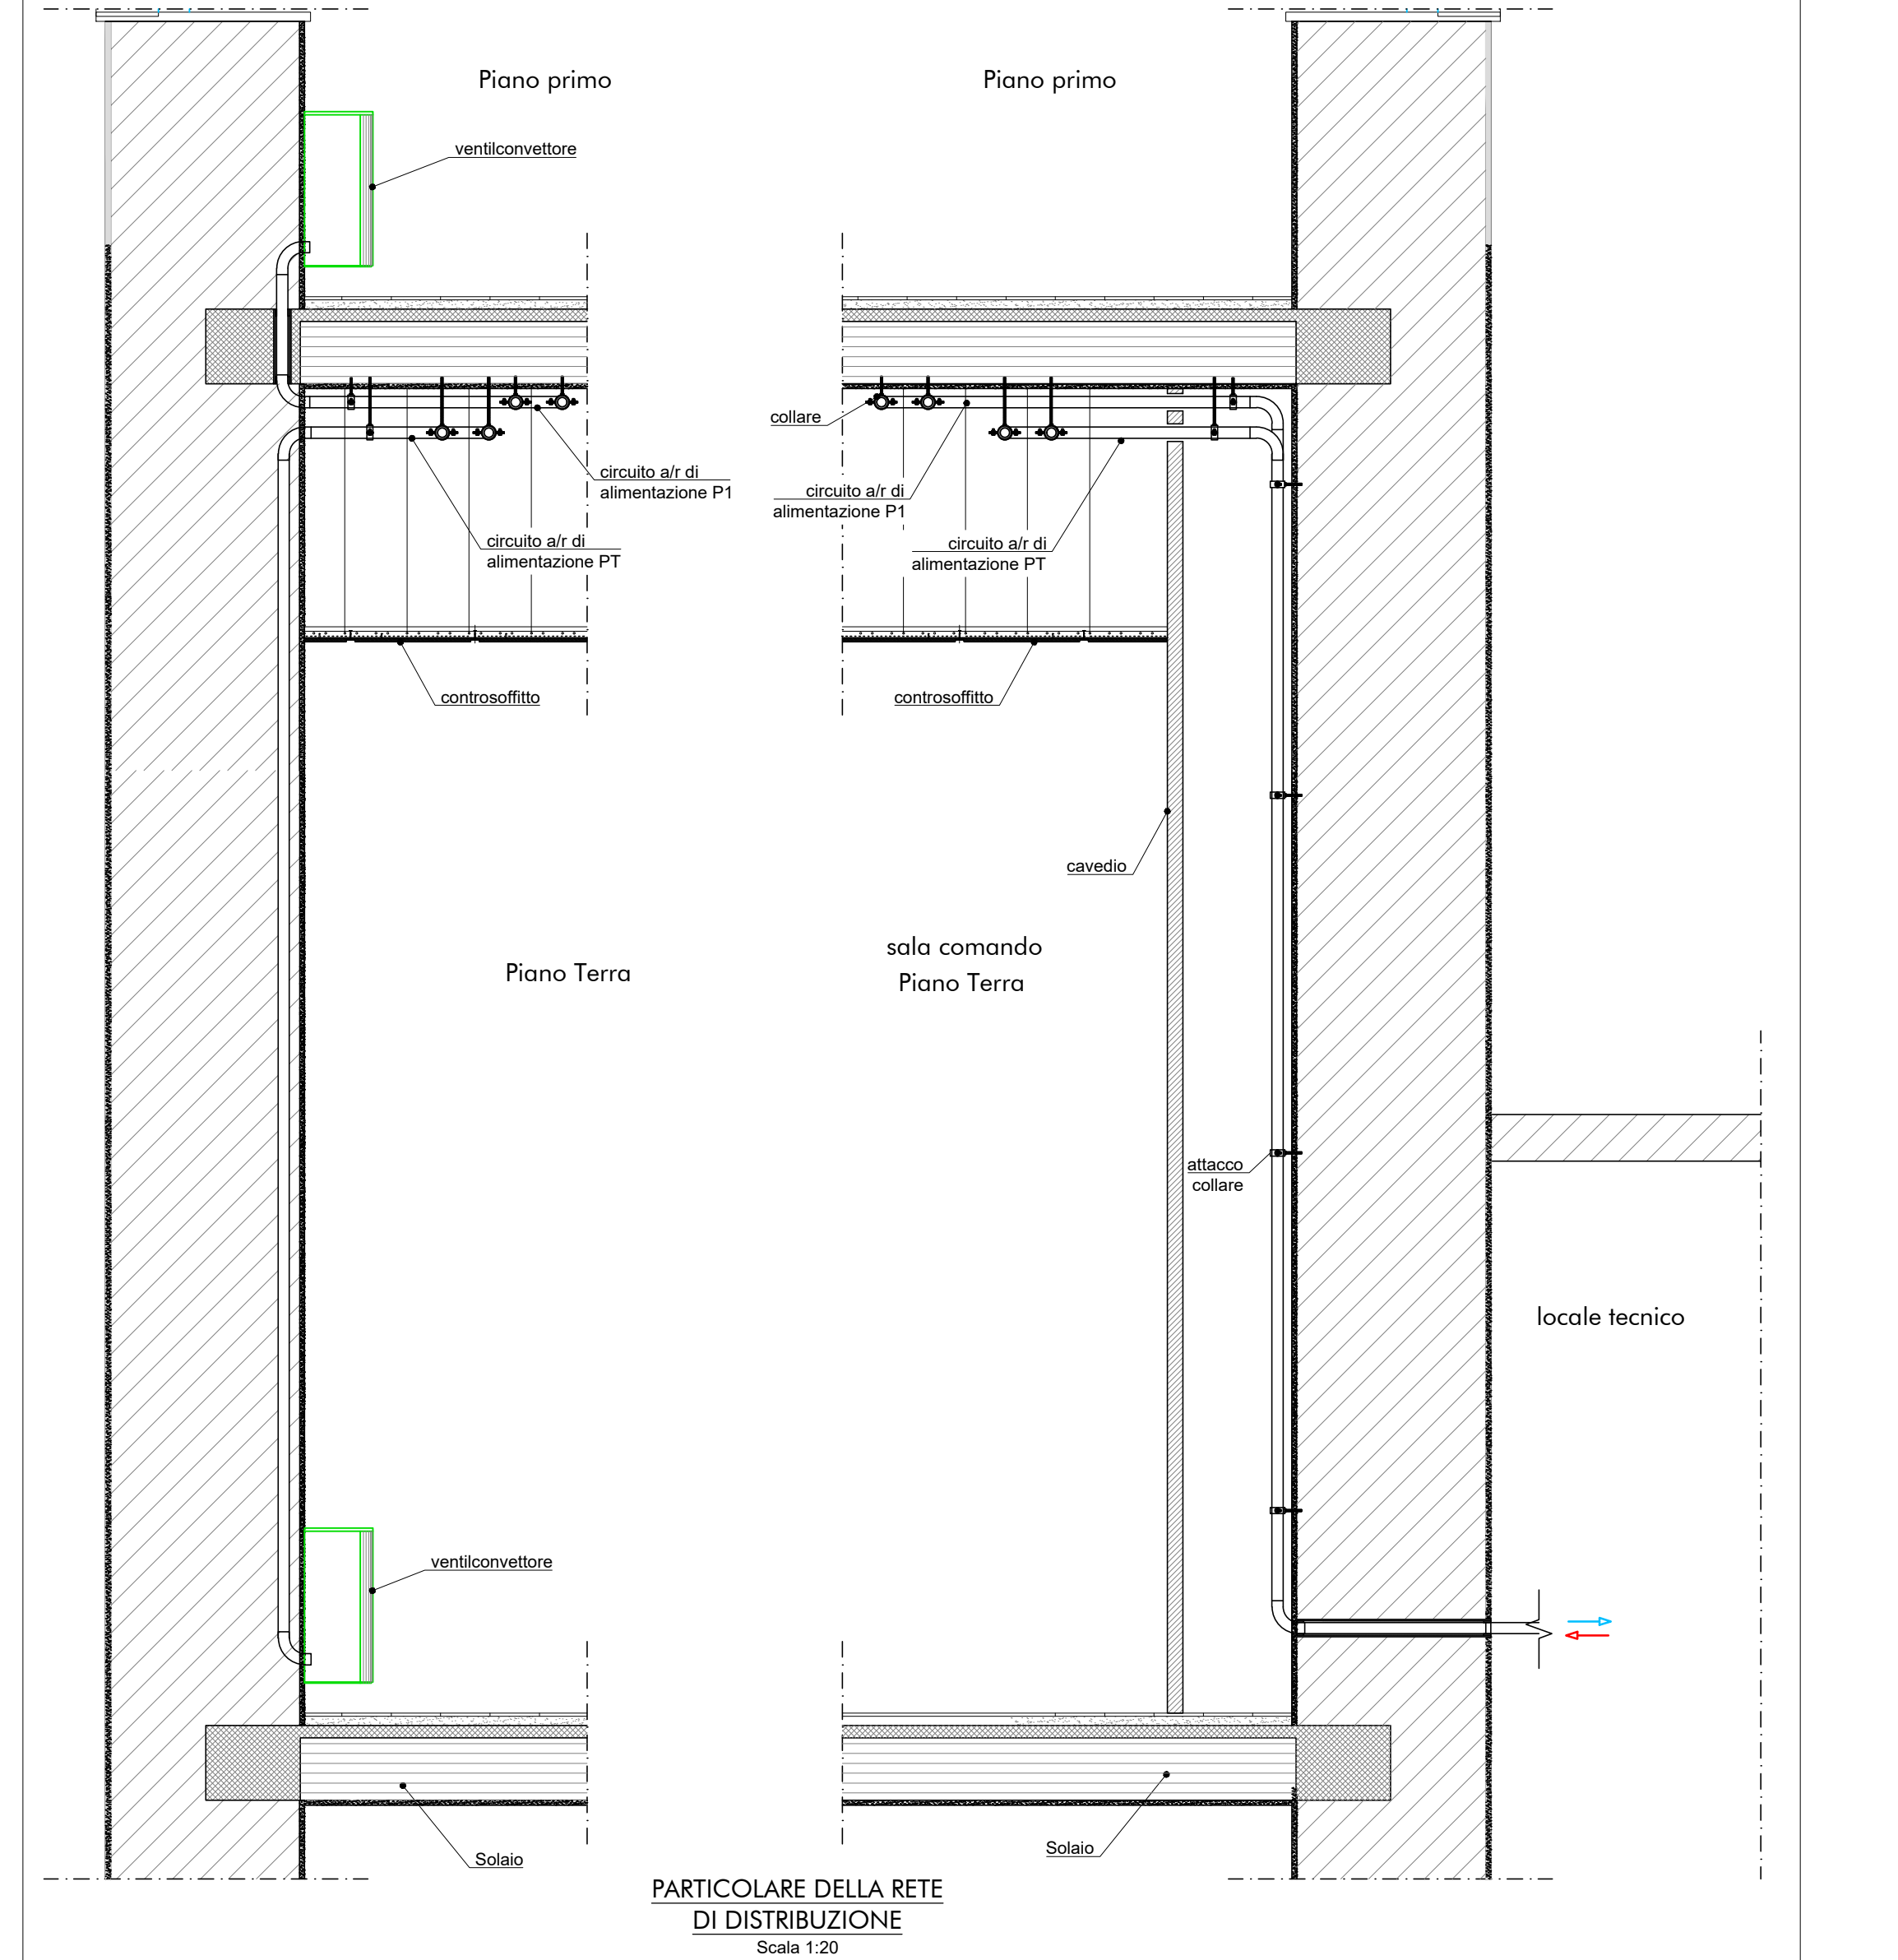 Piano primo
Piano primo
ventilconvettore
collare
circuito a/r di
alimentazione P1
circuito a/r di
alimentazione P1
circuito a/r di
alimentazione PT
circuito a/r di
alimentazione PT
controsoffitto
controsoffitto
cavedio
Piano Terra
sala comando
Piano Terra
attacco
collare
locale tecnico
ventilconvettore
Solaio
Solaio
PARTICOLARE DELLA RETE
DI DISTRIBUZIONE
Scala 1:20